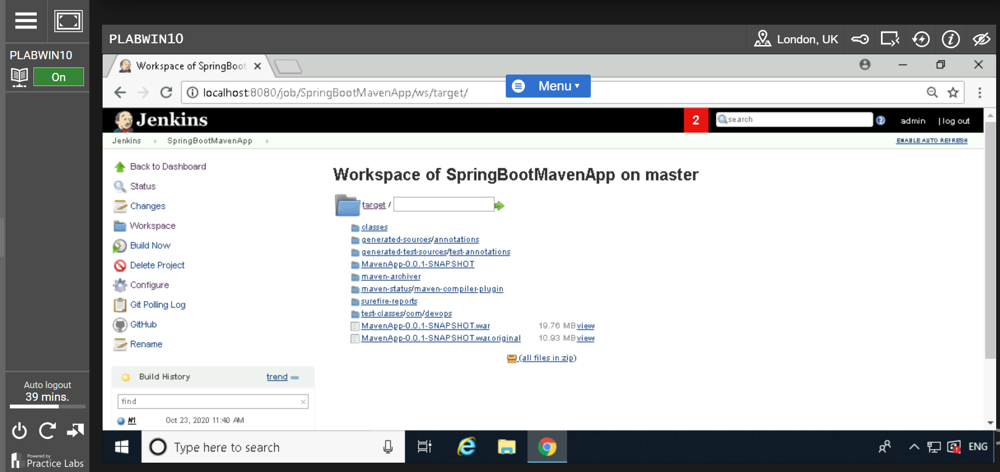 PLABWIN10
On
PLABWIN10
London, UK
Workspace of SpringBoot
localhost:8080/job/SpringBootMavenApp/ws/target/
Menu
Jenkins
2
search
admin
| log out
Jenkins
SpringBootMavenApp
ENABLE AUTO REFRESH
Back to Dashboard
Status
Changes
Workspace
Build Now
Delete Project
Configure
Git Polling Log
GitHub
Rename
Workspace of SpringBootMavenApp on master
target /
classes
generated-sources/annotations
generated-test-sources/test-annotations
MavenApp-0.0.1-SNAPSHOT
maven-archiver
maven-status/maven-compiler-plugin
surefire-reports
test-classes/com/devops
MavenApp-0.0.1-SNAPSHOT.war 19.76 MB view
MavenApp-0.0.1-SNAPSHOT.war.original 10.93 MB view
(all files in zip)
Build History
trend
find
#1 Oct 23, 2020 11:40 AM
Auto logout
39 mins.
Powered by
Practice Labs
Type here to search
ENG